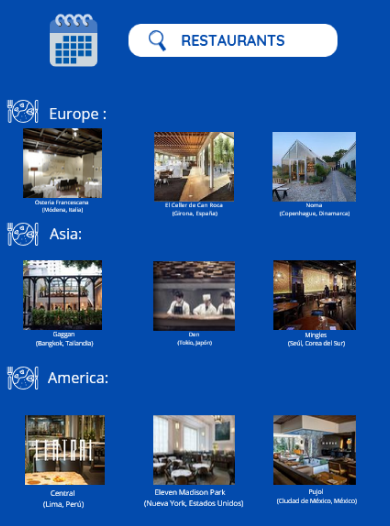 RESTAURANTS
Europe :
Osteria Francescana
(Módena, Italia)
El Celler de Can Roca
(Girona, España)
Noma
(Copenhague, Dinamarca)
Asia:
Gaggan
(Bangkok, Tailandia)
Den
(Tokio, Japón)
Mingles
(Seúl, Corea del Sur)
America:
CENTRAL
Central
(Lima, Perú)
Eleven Madison Park
(Nueva York, Estados Unidos)
Pujol
(Ciudad de México, México)